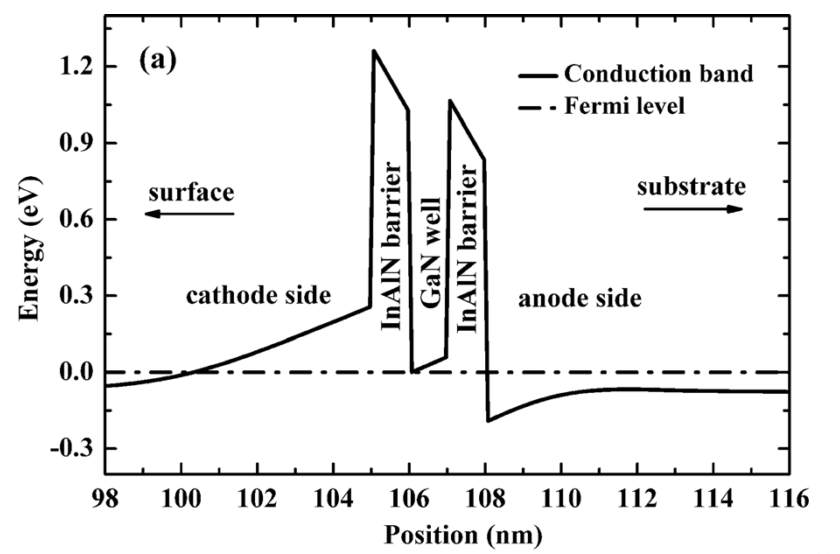 (a)
Conduction band
Fermi level
surface
substrate
InAlN barrier
GaN well
InAlN barrier
cathode side
anode side
Energy (eV)
1.2
0.9
0.6
0.3
0.0
-0.3
98 100 102 104 106 108 110 112 114 116
Position (nm)